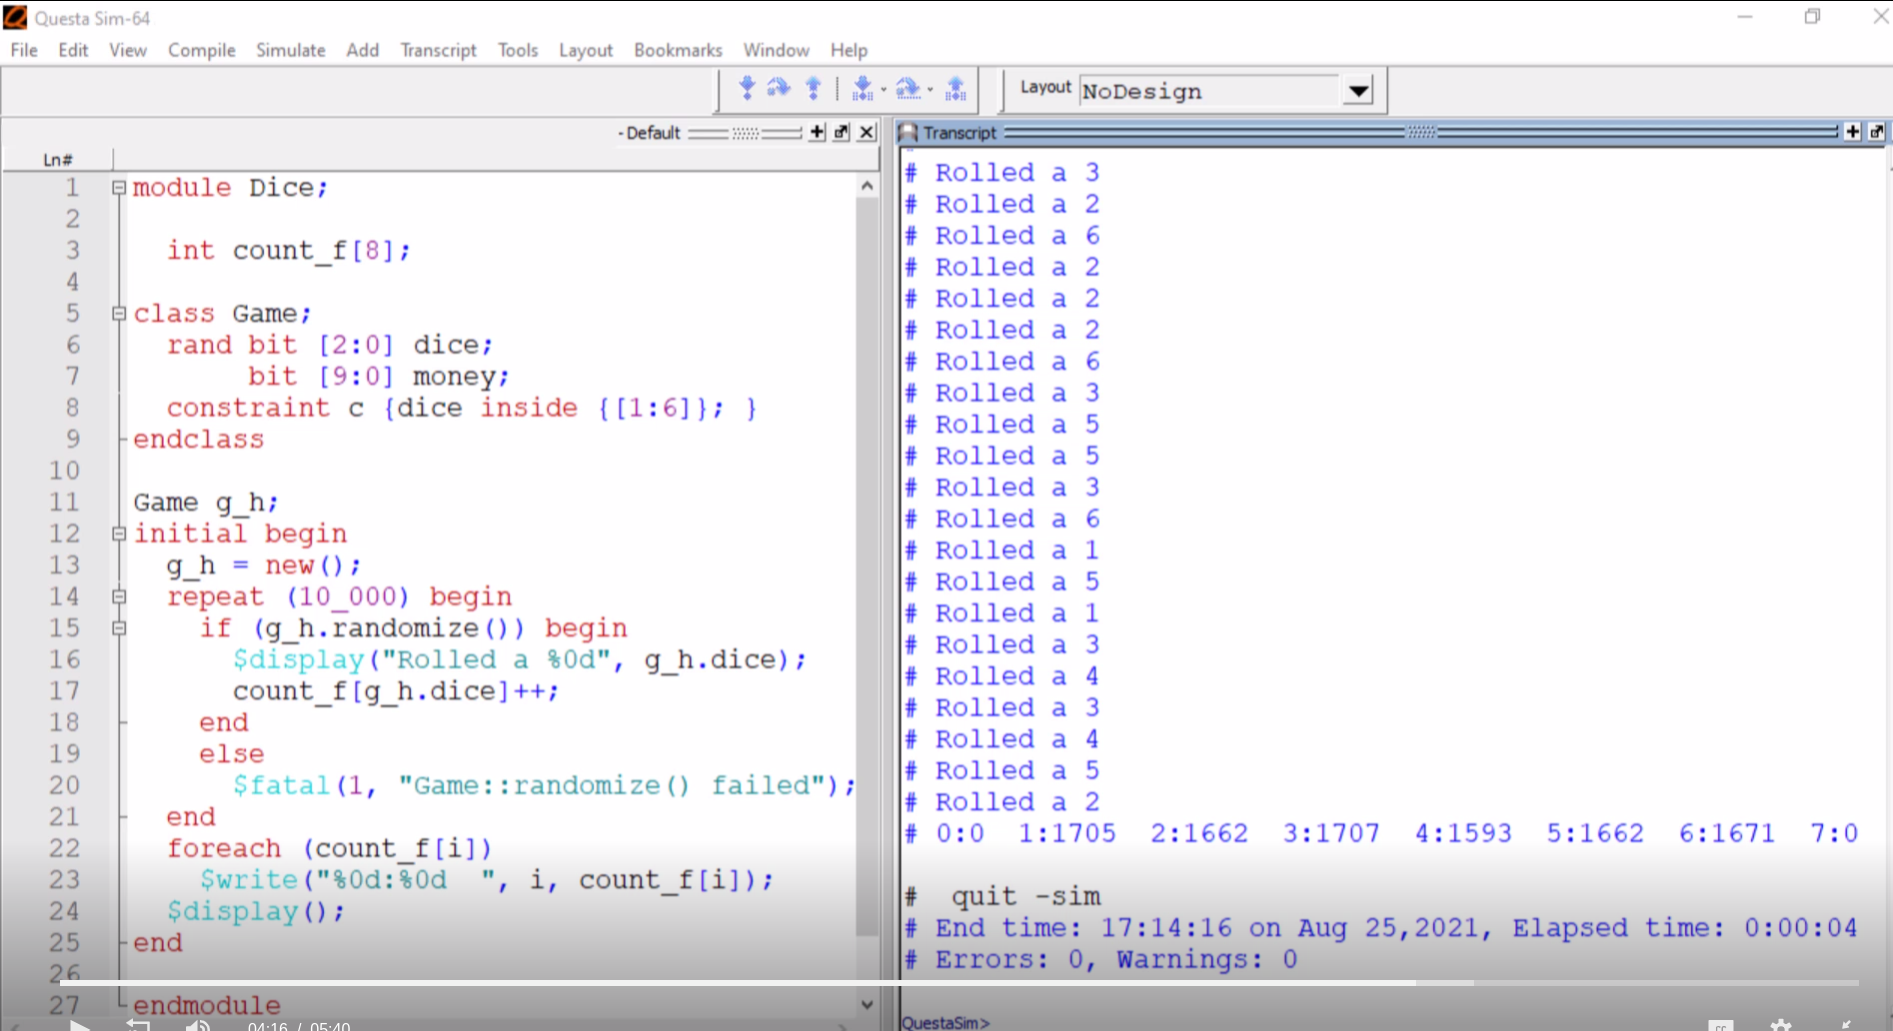 Questa Sim-64
File Edit View Compile Simulate Add Transcript Tools Layout Bookmarks Window Help
Layout NoDesign
- Default
Ln#
1 module Dice;
2
3 int count_f[8];
4
5 class Game;
6 rand bit [2:0] dice;
7 bit [9:0] money;
8 constraint c {dice inside {[1:6]}; }
9 endclass
10
11 Game g_h;
12 initial begin
13 g_h = new();
14 repeat (10_000) begin
15 if (g_h.randomize()) begin
16 $display("Rolled a %0d", g_h.dice);
17 count_f[g_h.dice]++;
18 end
19 else
20 $fatal(1, "Game::randomize() failed");
21 end
22 foreach (count_f[i])
23 $write("%0d:%0d  ", i, count_f[i]);
24 $display();
25 end
26
27 endmodule
Transcript
# Rolled a 3
# Rolled a 2
# Rolled a 6
# Rolled a 2
# Rolled a 2
# Rolled a 2
# Rolled a 6
# Rolled a 3
# Rolled a 5
# Rolled a 5
# Rolled a 3
# Rolled a 6
# Rolled a 1
# Rolled a 5
# Rolled a 1
# Rolled a 3
# Rolled a 4
# Rolled a 3
# Rolled a 4
# Rolled a 5
# Rolled a 2
# 0:0  1:1705  2:1662  3:1707  4:1593  5:1662  6:1671  7:0
#  quit -sim
# End time: 17:14:16 on Aug 25,2021, Elapsed time: 0:00:04
# Errors: 0, Warnings: 0
QuestaSim>
04:16 / 05:40
CC